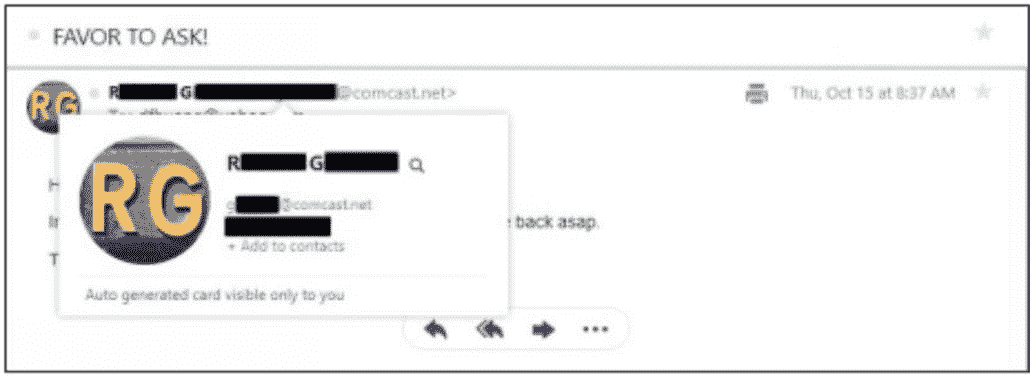 FAVOR TO ASK!
RG R G @comcast.net>
Thu, Oct 15 at 8:37 AM
RG
R G
g @comcast.net
back asap.
+ Add to contacts
Auto generated card visible only to you